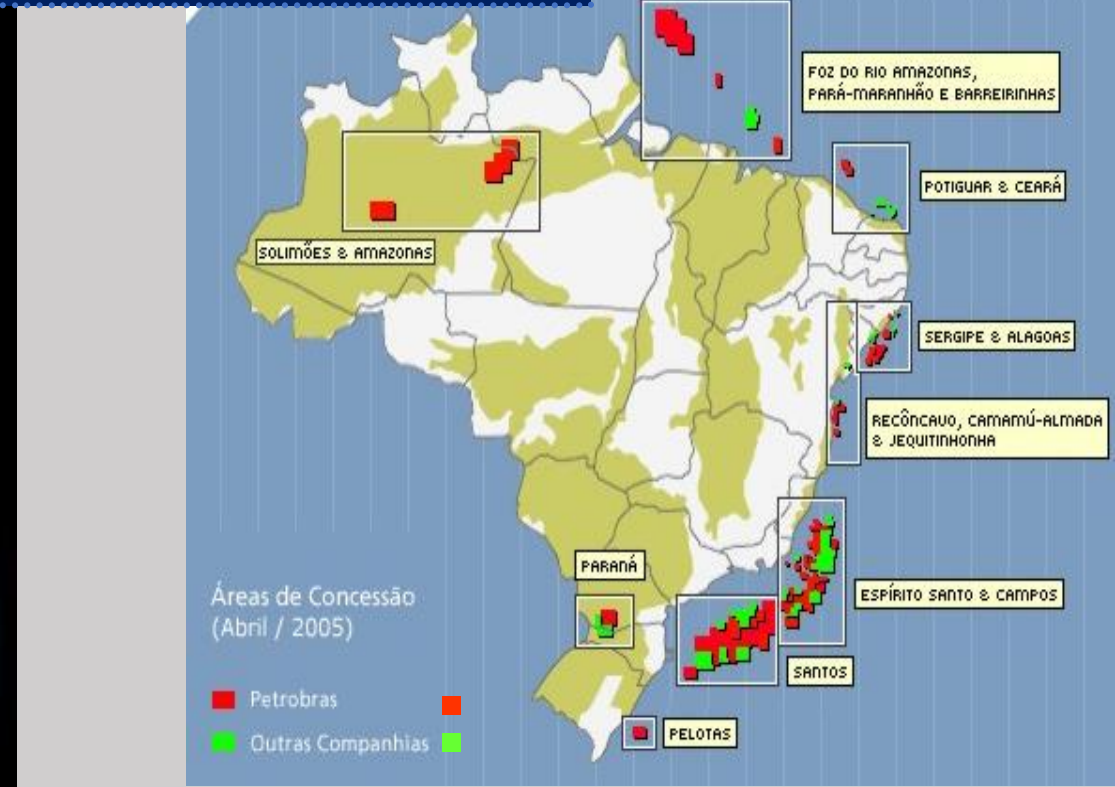 FOZ DO RIO AMAZONAS,
PARÁ-MARANHÃO E BARREIRINHAS
POTIGUAR & CEARÁ
SOLIMÕES & AMAZONAS
SERGIPE & ALAGOAS
RECÔNCAVO, CAMAMÚ-ALMADA
& JEQUITINHONHA
PARANÁ
ESPÍRITO SANTO & CAMPOS
Áreas de Concessão
(Abril / 2005)
SANTOS
Petrobras
PELOTAS
Outras Companhias